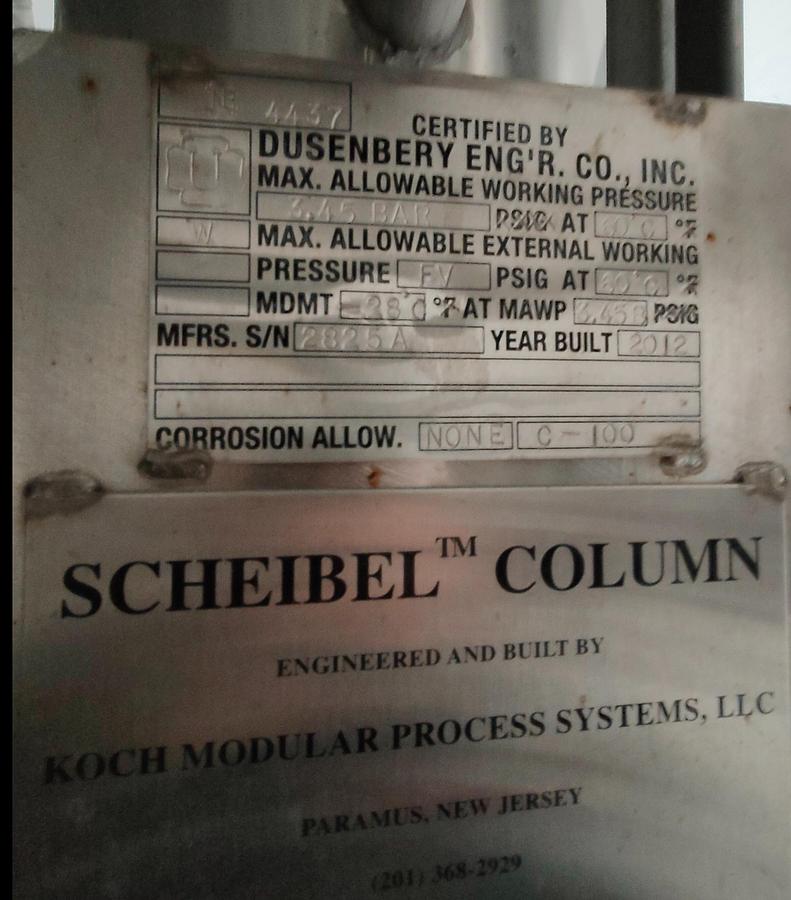 4437
CERTIFIED BY
DUSENBERY ENG'R. CO., INC.
MAX. ALLOWABLE WORKING PRESSURE
U
3.45 BAR PSIG AT °F
W
MAX. ALLOWABLE EXTERNAL WORKING
PRESSURE FV PSIG AT °F
MDMT -28°C °F AT MAWP 3.45B PSIG
MFRS. S/N 2825A YEAR BUILT 2012
CORROSION ALLOW. NONE C-100
SCHEIBEL™ COLUMN
ENGINEERED AND BUILT BY
KOCH MODULAR PROCESS SYSTEMS, LLC
PARAMUS, NEW JERSEY
(201) 368-2929